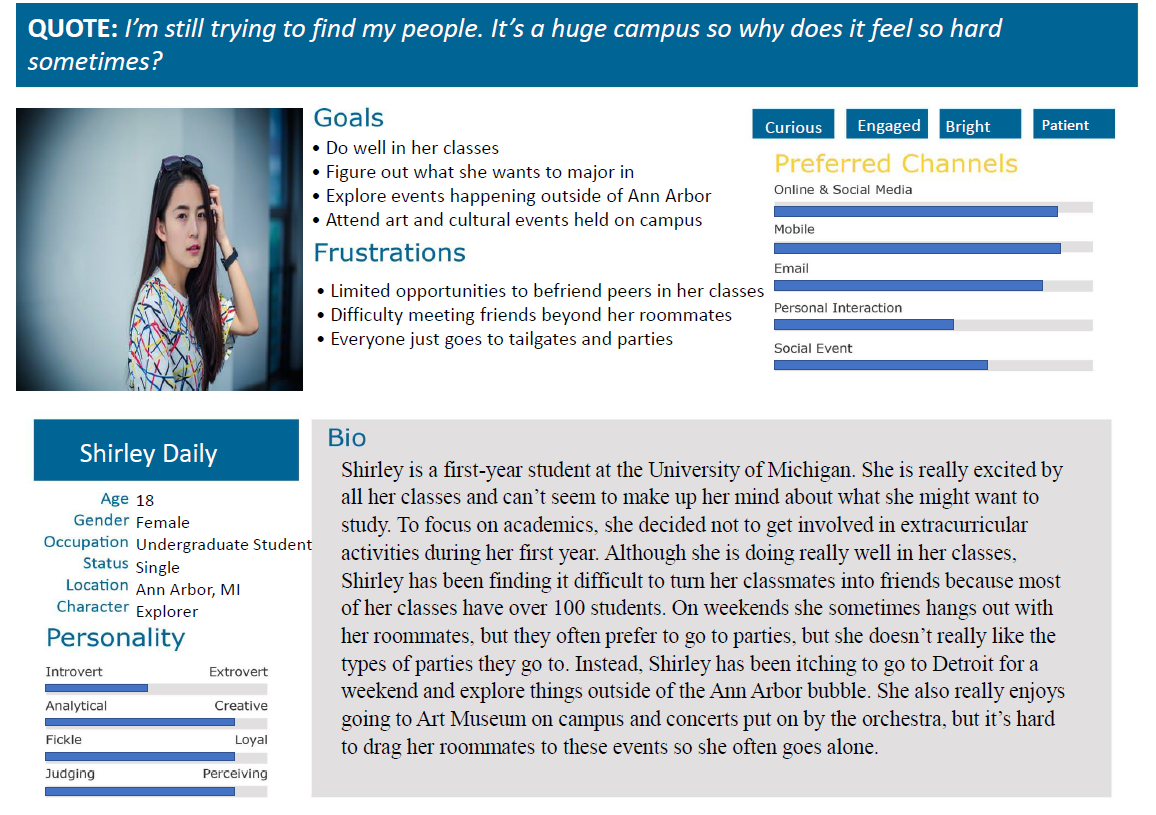 QUOTE: I’m still trying to find my people. It’s a huge campus so why does it feel so hard
sometimes?
Goals
• Do well in her classes
• Figure out what she wants to major in
• Explore events happening outside of Ann Arbor
• Attend art and cultural events held on campus
Frustrations
• Limited opportunities to befriend peers in her classes
• Difficulty meeting friends beyond her roommates
• Everyone just goes to tailgates and parties
Curious Engaged Bright Patient
Preferred Channels
Online & Social Media
Mobile
Email
Personal Interaction
Social Event
Shirley Daily
Age 18
Gender Female
Occupation Undergraduate Student
Status Single
Location Ann Arbor, MI
Character Explorer
Personality
Introvert Extrovert
Analytical Creative
Fickle Loyal
Judging Perceiving
Bio
Shirley is a first-year student at the University of Michigan. She is really excited by
all her classes and can’t seem to make up her mind about what she might want to
study. To focus on academics, she decided not to get involved in extracurricular
activities during her first year. Although she is doing really well in her classes,
Shirley has been finding it difficult to turn her classmates into friends because most
of her classes have over 100 students. On weekends she sometimes hangs out with
her roommates, but they often prefer to go to parties, but she doesn’t really like the
types of parties they go to. Instead, Shirley has been itching to go to Detroit for a
weekend and explore things outside of the Ann Arbor bubble. She also really enjoys
going to Art Museum on campus and concerts put on by the orchestra, but it’s hard
to drag her roommates to these events so she often goes alone.